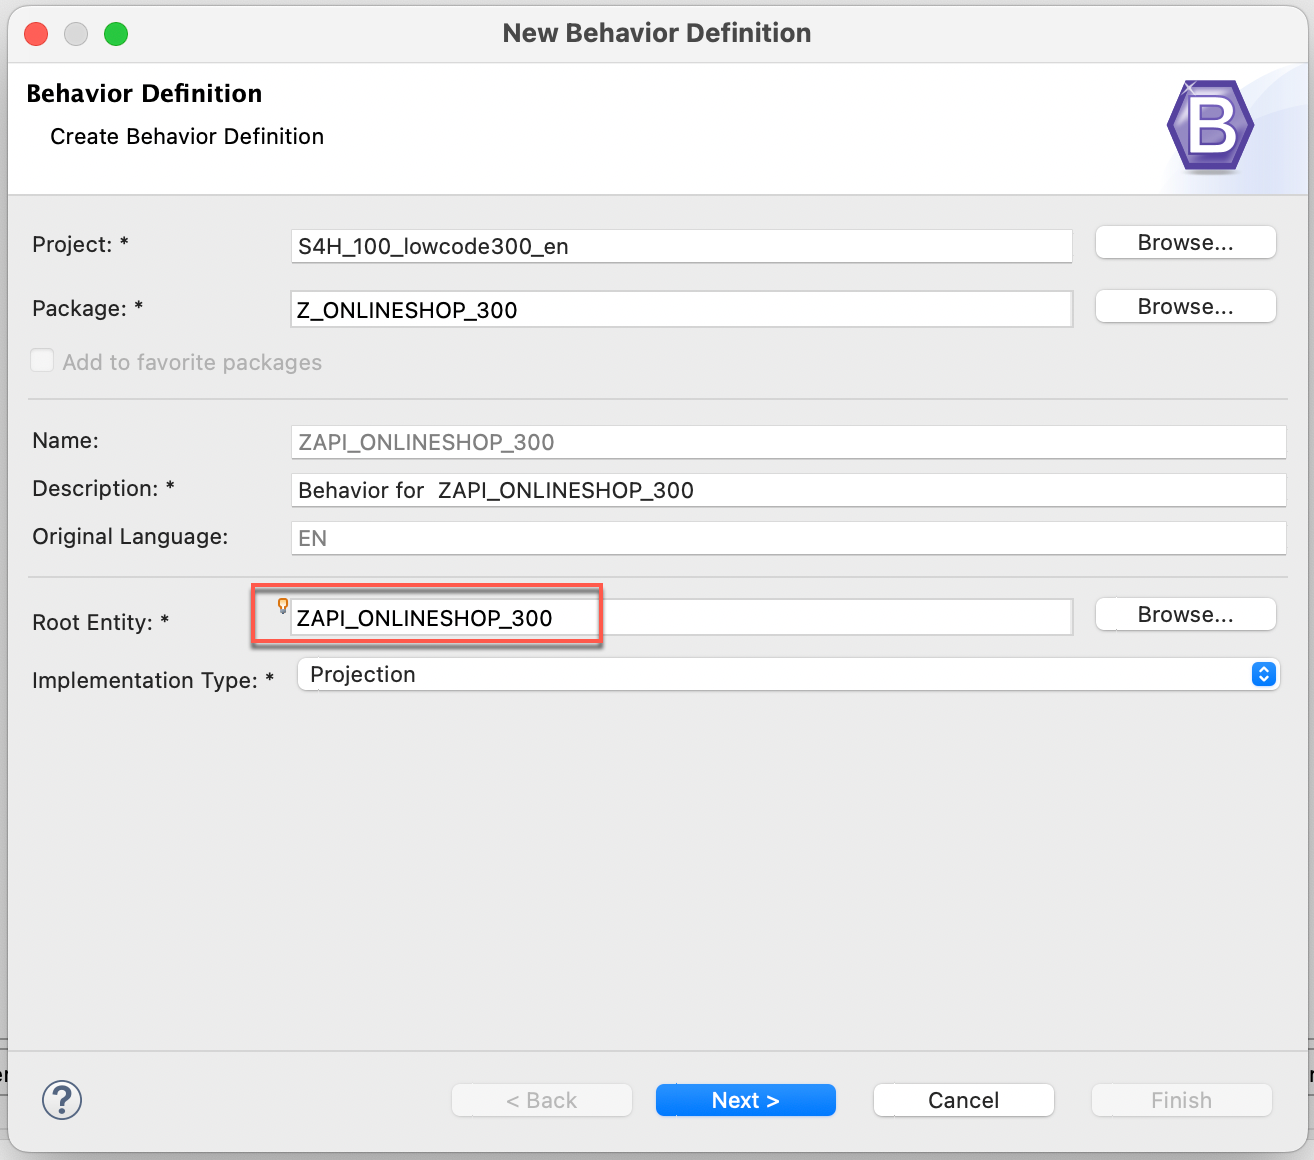 New Behavior Definition
Behavior Definition
Create Behavior Definition
B
Project: * S4H_100_lowcode300_en Browse...
Package: * Z_ONLINESHOP_300 Browse...
Add to favorite packages
Name: ZAPI_ONLINESHOP_300
Description: * Behavior for  ZAPI_ONLINESHOP_300
Original Language: EN
Root Entity: * ZAPI_ONLINESHOP_300 Browse...
Implementation Type: * Projection
? < Back Next > Cancel Finish